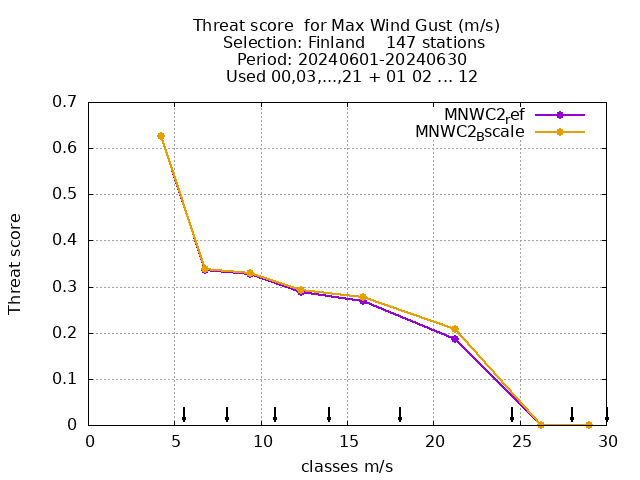 Threat score  for Max Wind Gust (m/s)
Selection: Finland    147 stations
Period: 20240601-20240630
Used 00,03,...,21 + 01 02 ... 12
MNWC2ref
MNWC2Bscale
0.7
0.6
0.5
0.4
0.3
0.2
0.1
0
Threat score
0 5 10 15 20 25 30
classes m/s